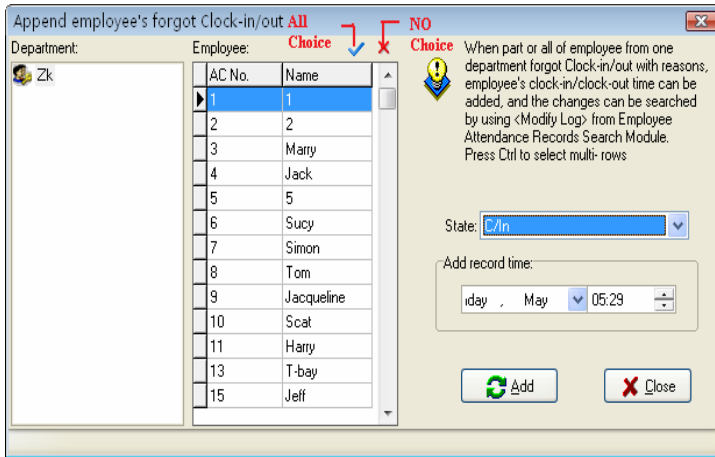 Append employee's forgot Clock-in/out
All Choice
NO Choice
Department:
Zk
Employee:
AC No. Name
1 1
2 2
3 Marry
4 Jack
5 5
6 Sucy
7 Simon
8 Tom
9 Jacqueline
10 Scat
11 Harry
13 T-bay
15 Jeff
When part or all of employee from one
department forgot Clock-in/out with reasons,
employee's clock-in/clock-out time can be
added, and the changes can be searched
by using <Modify Log> from Employee
Attendance Records Search Module.
Press Ctrl to select multi- rows
State: C/In
Add record time:
day , May 05:29
Add
Close